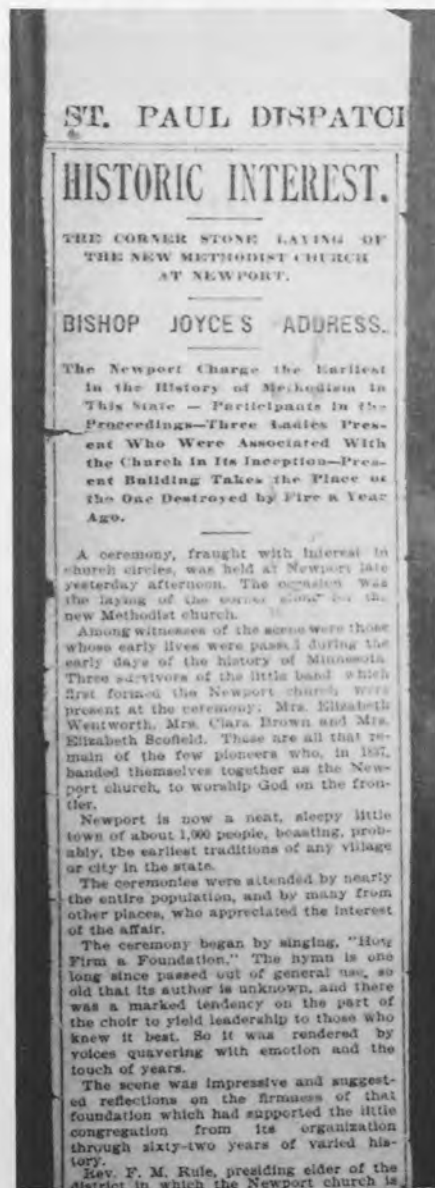 ST. PAUL DISPATCH
HISTORIC INTEREST.
THE CORNER STONE LAYING OF
THE NEW METHODIST CHURCH
AT NEWPORT.
BISHOP JOYCE'S ADDRESS.
The Newport Charge the Earliest
in the History of Methodism in
This State — Participants in the
Proceedings—Three Ladies Pres-
ent Who Were Associated With
the Church in Its Inception—Pres-
ent Building Takes the Place of
the One Destroyed by Fire a Year
Ago.
A ceremony, fraught with interest in
church circles, was held at Newport late
yesterday afternoon. The occasion was
the laying of the corner stone for the
new Methodist church.
Among witnesses of the scene were those
whose early lives were passed during the
early days of the history of Minnesota.
Three survivors of the little band which
first formed the Newport church were
present at the ceremony: Mrs. Elizabeth
Wentworth, Mrs. Clara Brown and Mrs.
Elizabeth Scofield. These are all that re-
main of the few pioneers who, in 1837,
banded themselves together as the New-
port church, to worship God on the fron-
tier.
Newport is now a neat, sleepy little
town of about 1,000 people, boasting, prob-
ably, the earliest traditions of any village
or city in the state.
The ceremonies were attended by nearly
the entire population, and by many from
other places, who appreciated the interest
of the affair.
The ceremony began by singing, "How
Firm a Foundation." The hymn is one
long since passed out of general use, so
old that its author is unknown, and there
was a marked tendency on the part of
the choir to yield leadership to those who
knew it best. So it was rendered by
voices quavering with emotion and the
touch of years.
The scene was impressive and suggest-
ed reflections on the firmness of that
foundation which had supported the little
congregation from its organization
through sixty-two years of varied his-
tory.
Rev. F. M. Rule, presiding elder of the
district in which the Newport church is